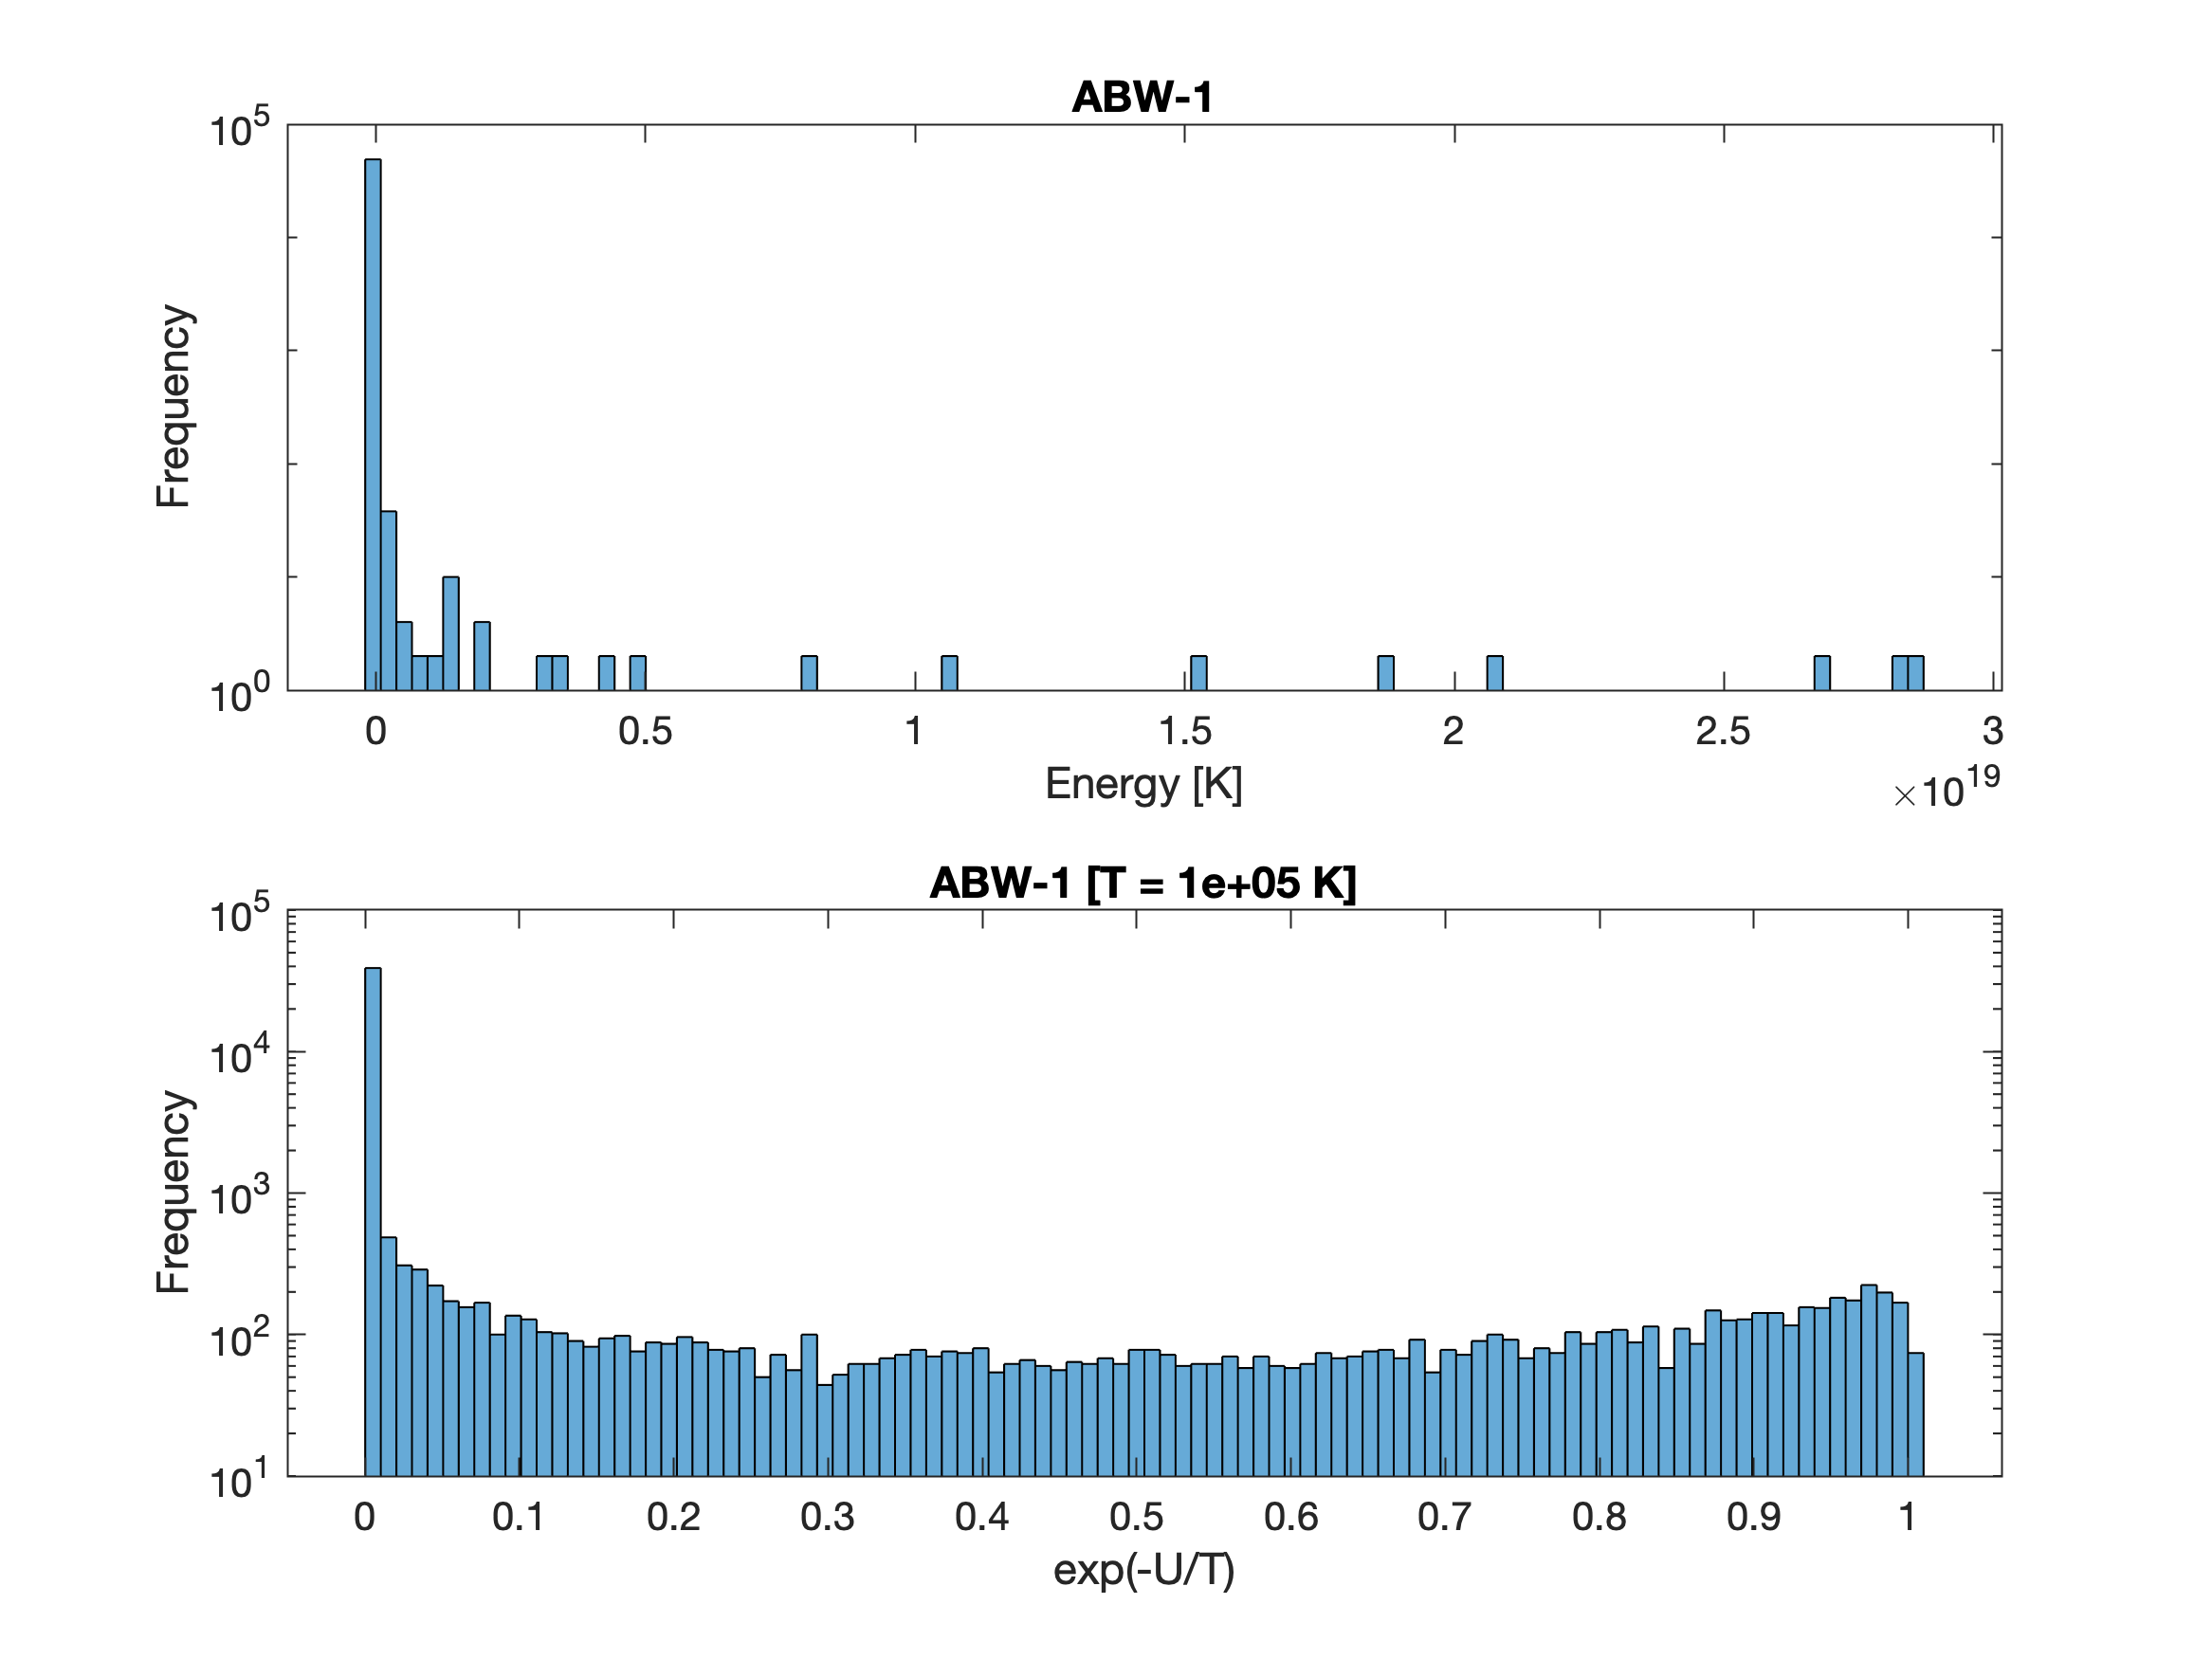 ABW-1
10^5
Frequency
10^0
0 0.5 1 1.5 2 2.5 3
Energy [K]
×10^19
ABW-1 [T = 1e+05 K]
10^5
10^4
10^3
Frequency
10^2
10^1
0 0.1 0.2 0.3 0.4 0.5 0.6 0.7 0.8 0.9 1
exp(-U/T)